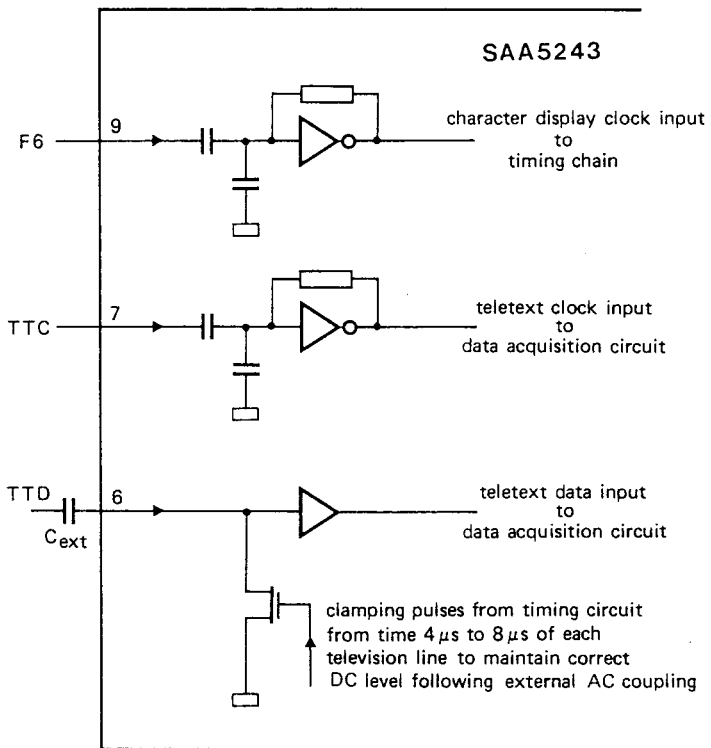 SAA5243
F6
9
character display clock input
to
timing chain
TTC
7
teletext clock input
to
data acquisition circuit
TTD
6
Cext
teletext data input
to
data acquisition circuit
clamping pulses from timing circuit
from time 4 μs to 8 μs of each
television line to maintain correct
DC level following external AC coupling